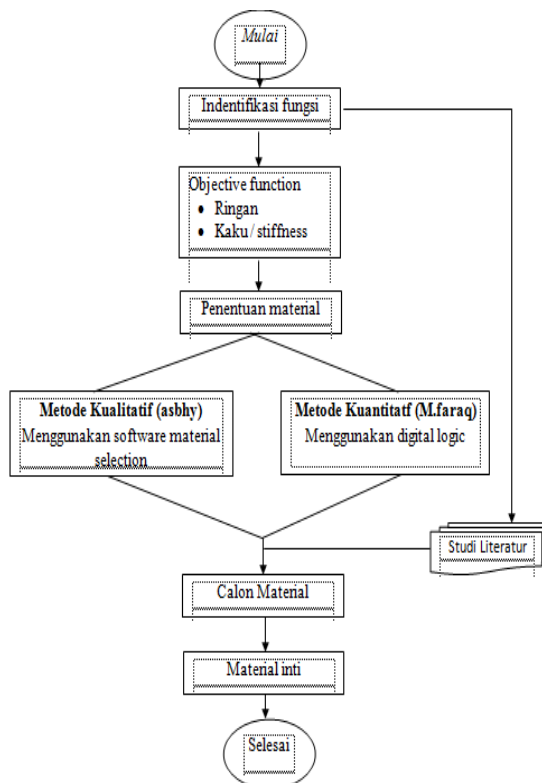 Mulai
Indentifikasi fungsi
Objective function
• Ringan
• Kaku / stiffness
Penentuan material
Metode Kualitatif (asbhy)
Menggunakan software material
selection
Metode Kuantitatf (M.faraq)
Menggunakan digital logic
Studi Literatur
Calon Material
Material inti
Selesai